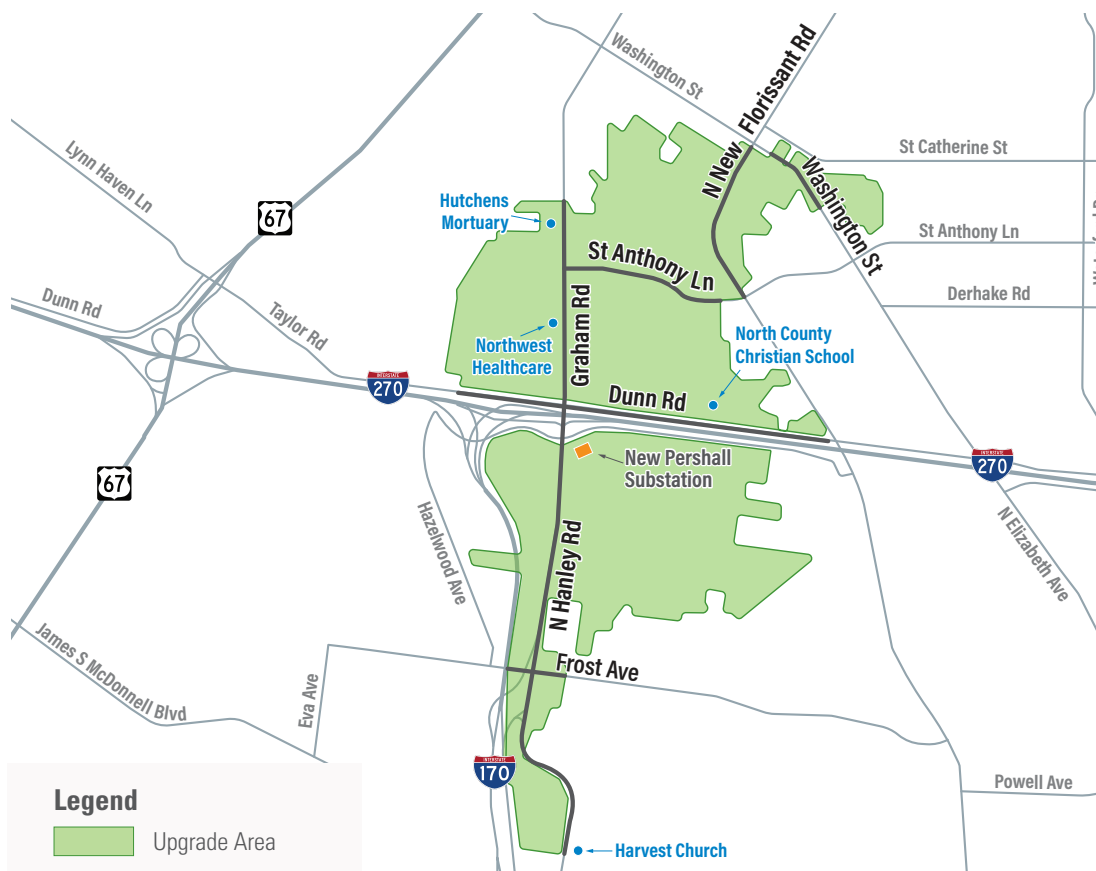 Washington St
N New Florissant Rd
St Catherine St
Lynn Haven Ln
Washington St
67
Hutchens
Mortuary
St Anthony Ln
St Anthony Ln
Dunn Rd
Taylor Rd
Graham Rd
Derhake Rd
Northwest
Healthcare
North County
Christian School
INTERSTATE
270
Dunn Rd
New Pershall
Substation
INTERSTATE
270
67
Hazelwood Ave
N Hanley Rd
N Elizabeth Ave
James S McDonnell Blvd
Eva Ave
Frost Ave
INTERSTATE
170
Powell Ave
Legend
Upgrade Area
Harvest Church